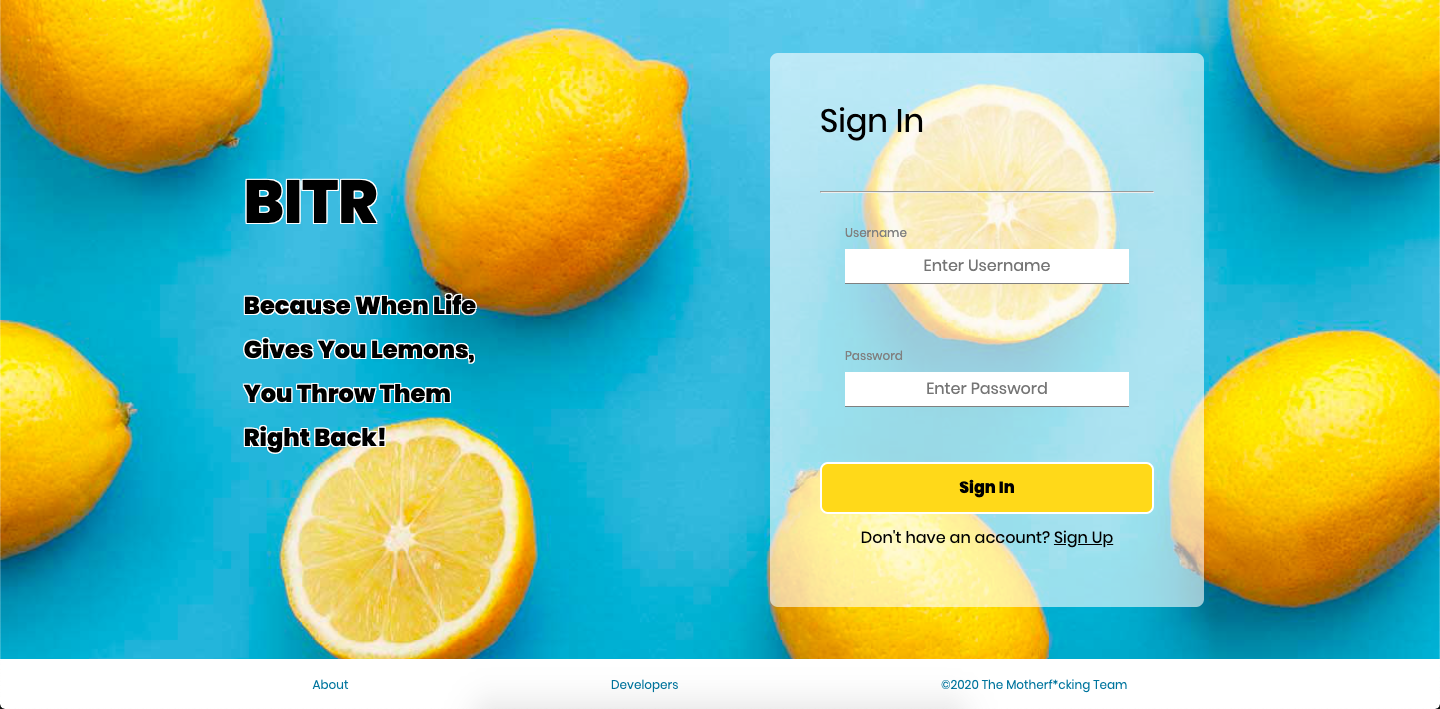 BITR
Because When Life
Gives You Lemons,
You Throw Them
Right Back!
Sign In
Username
Enter Username
Password
Enter Password
Sign In
Don't have an account? Sign Up
About
Developers
©2020 The Motherf*cking Team